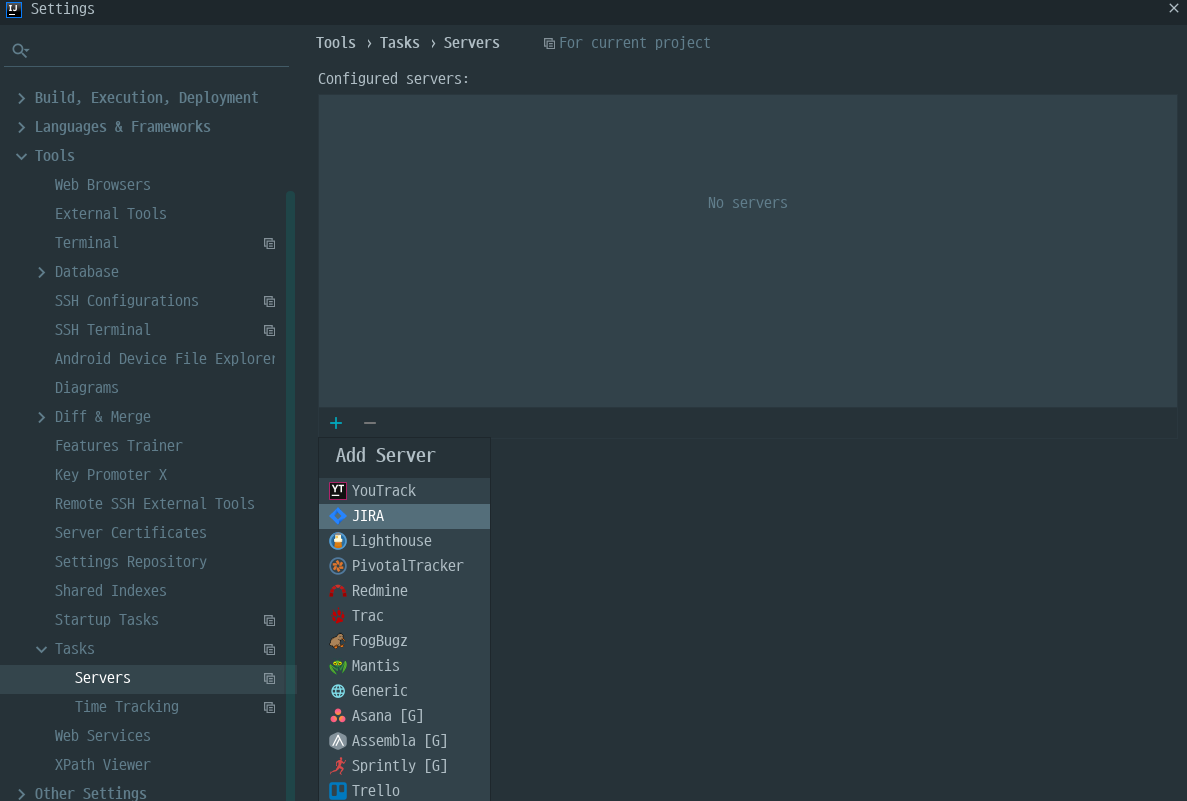 IJ Settings
Tools › Tasks › Servers For current project
Configured servers:
Build, Execution, Deployment
Languages & Frameworks
Tools
Web Browsers
External Tools
Terminal
Database
SSH Configurations
SSH Terminal
Android Device File Explorer
Diagrams
Diff & Merge
Features Trainer
Key Promoter X
Remote SSH External Tools
Server Certificates
Settings Repository
Shared Indexes
Startup Tasks
Tasks
Servers
Time Tracking
Web Services
XPath Viewer
Other Settings
No servers
Add Server
YT YouTrack
JIRA
Lighthouse
PivotalTracker
Redmine
Trac
FogBugz
Mantis
Generic
Asana [G]
Assembla [G]
Sprintly [G]
Trello